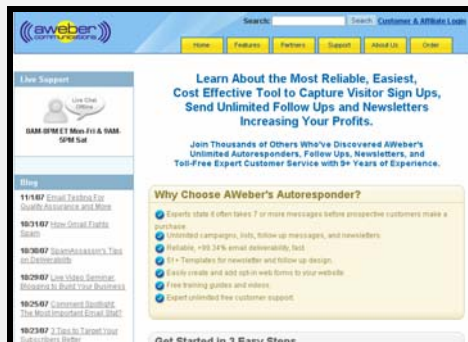 aweber
communications
Search:
Search
Customer & Affiliate Login
Home
Features
Partners
Support
About Us
Order
Live Support
Live Chat
Offline
8AM-8PM ET Mon-Fri & 9AM-
5PM Sat
Blog
11/1/07 Email Testing For
Quality Assurance and More
10/31/07 How Gmail Fights
Spam
10/30/07 SpamAssassin's Tips
on Deliverability
10/29/07 Live Video Seminar:
Blogging to Build Your Business
10/25/07 Comment Spotlight:
The Most Important Email Stat?
10/23/07 3 Tips to Target Your
Subscribers Better
Learn About the Most Reliable, Easiest,
Cost Effective Tool to Capture Visitor Sign Ups,
Send Unlimited Follow Ups and Newsletters
Increasing Your Profits.
Join Thousands of Others Who've Discovered AWeber's
Unlimited Autoresponders, Follow Ups, Newsletters, and
Toll-Free Expert Customer Service with 9+ Years of Experience.
Why Choose AWeber's Autoresponder?
Experts state it often takes 7 or more messages before prospective customers make a
purchase.
Unlimited campaigns, lists, follow up messages, and newsletters.
Reliable, +99.34% email deliverability, fast.
51+ Templates for newsletter and follow up design.
Easily create and add opt-in web forms to your website.
Free training guides and videos.
Expert unlimited free customer support.
Get Started in 3 Easy Steps